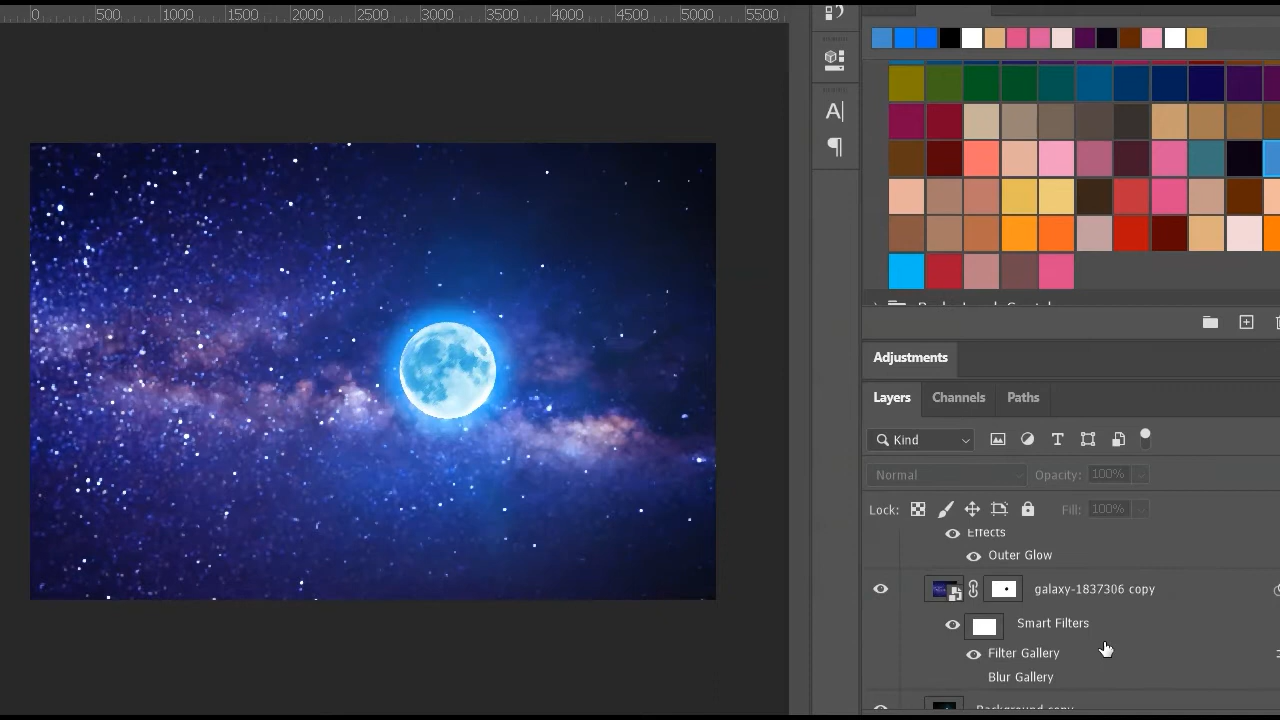 0 500 1000 1500 2000 2500 3000 3500 4000 4500 5000 5500
A
Adjustments
Layers Channels Paths
Kind T
Normal Opacity: 100%
Lock: Fill: 100%
Effects
Outer Glow
galaxy-1837306 copy
Smart Filters
Filter Gallery
Blur Gallery
Background copy